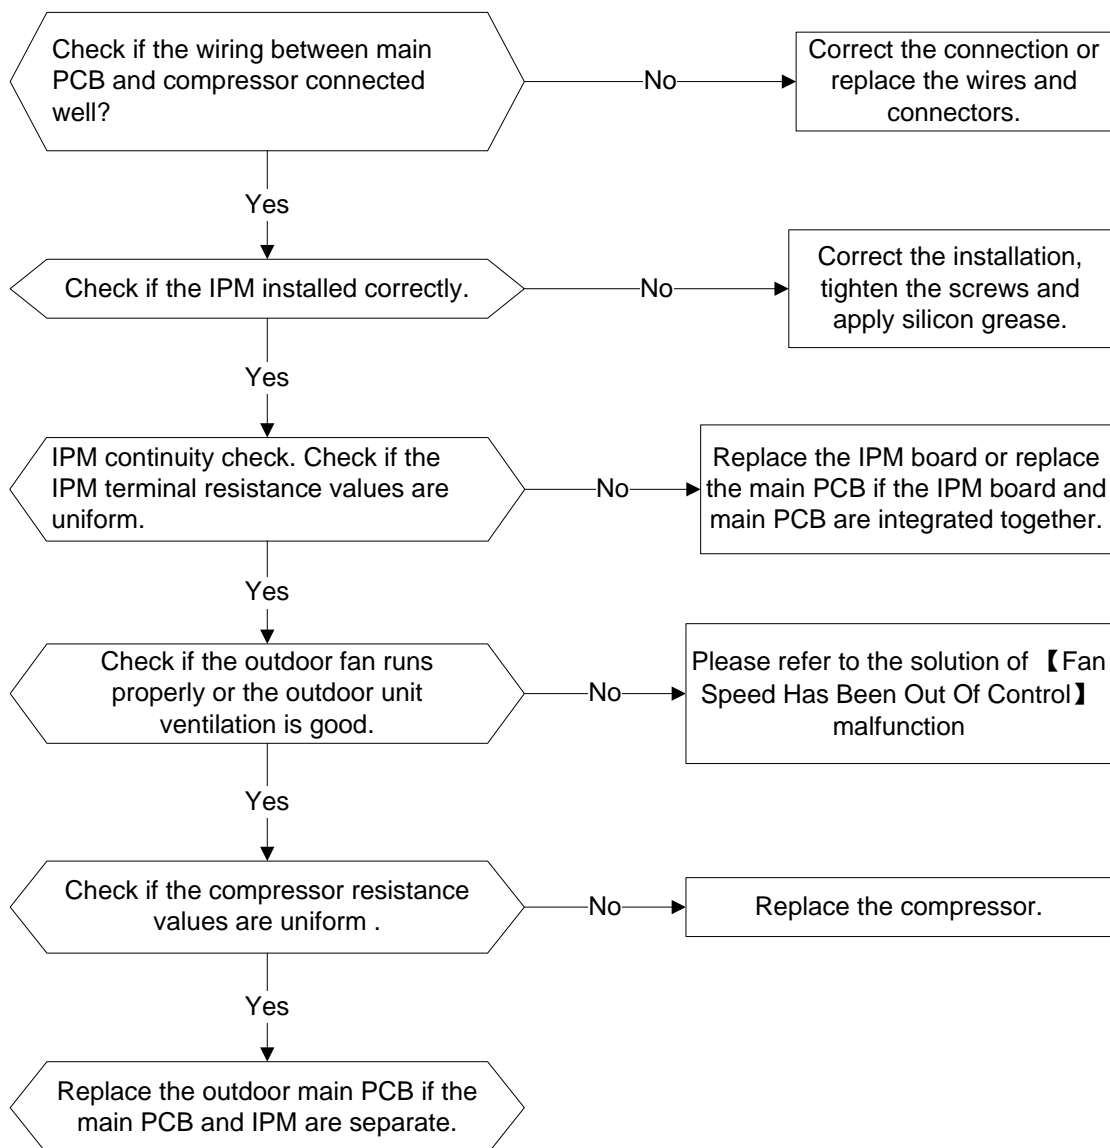 Check if the wiring between main
PCB and compressor connected
well?
No
Correct the connection or
replace the wires and
connectors.
Yes
Check if the IPM installed correctly.
No
Correct the installation,
tighten the screws and
apply silicon grease.
Yes
IPM continuity check. Check if the
IPM terminal resistance values are
uniform.
No
Replace the IPM board or replace
the main PCB if the IPM board and
main PCB are integrated together.
Yes
Check if the outdoor fan runs
properly or the outdoor unit
ventilation is good.
No
Please refer to the solution of 【Fan
Speed Has Been Out Of Control】
malfunction
Yes
Check if the compressor resistance
values are uniform .
No
Replace the compressor.
Yes
Replace the outdoor main PCB if the
main PCB and IPM are separate.